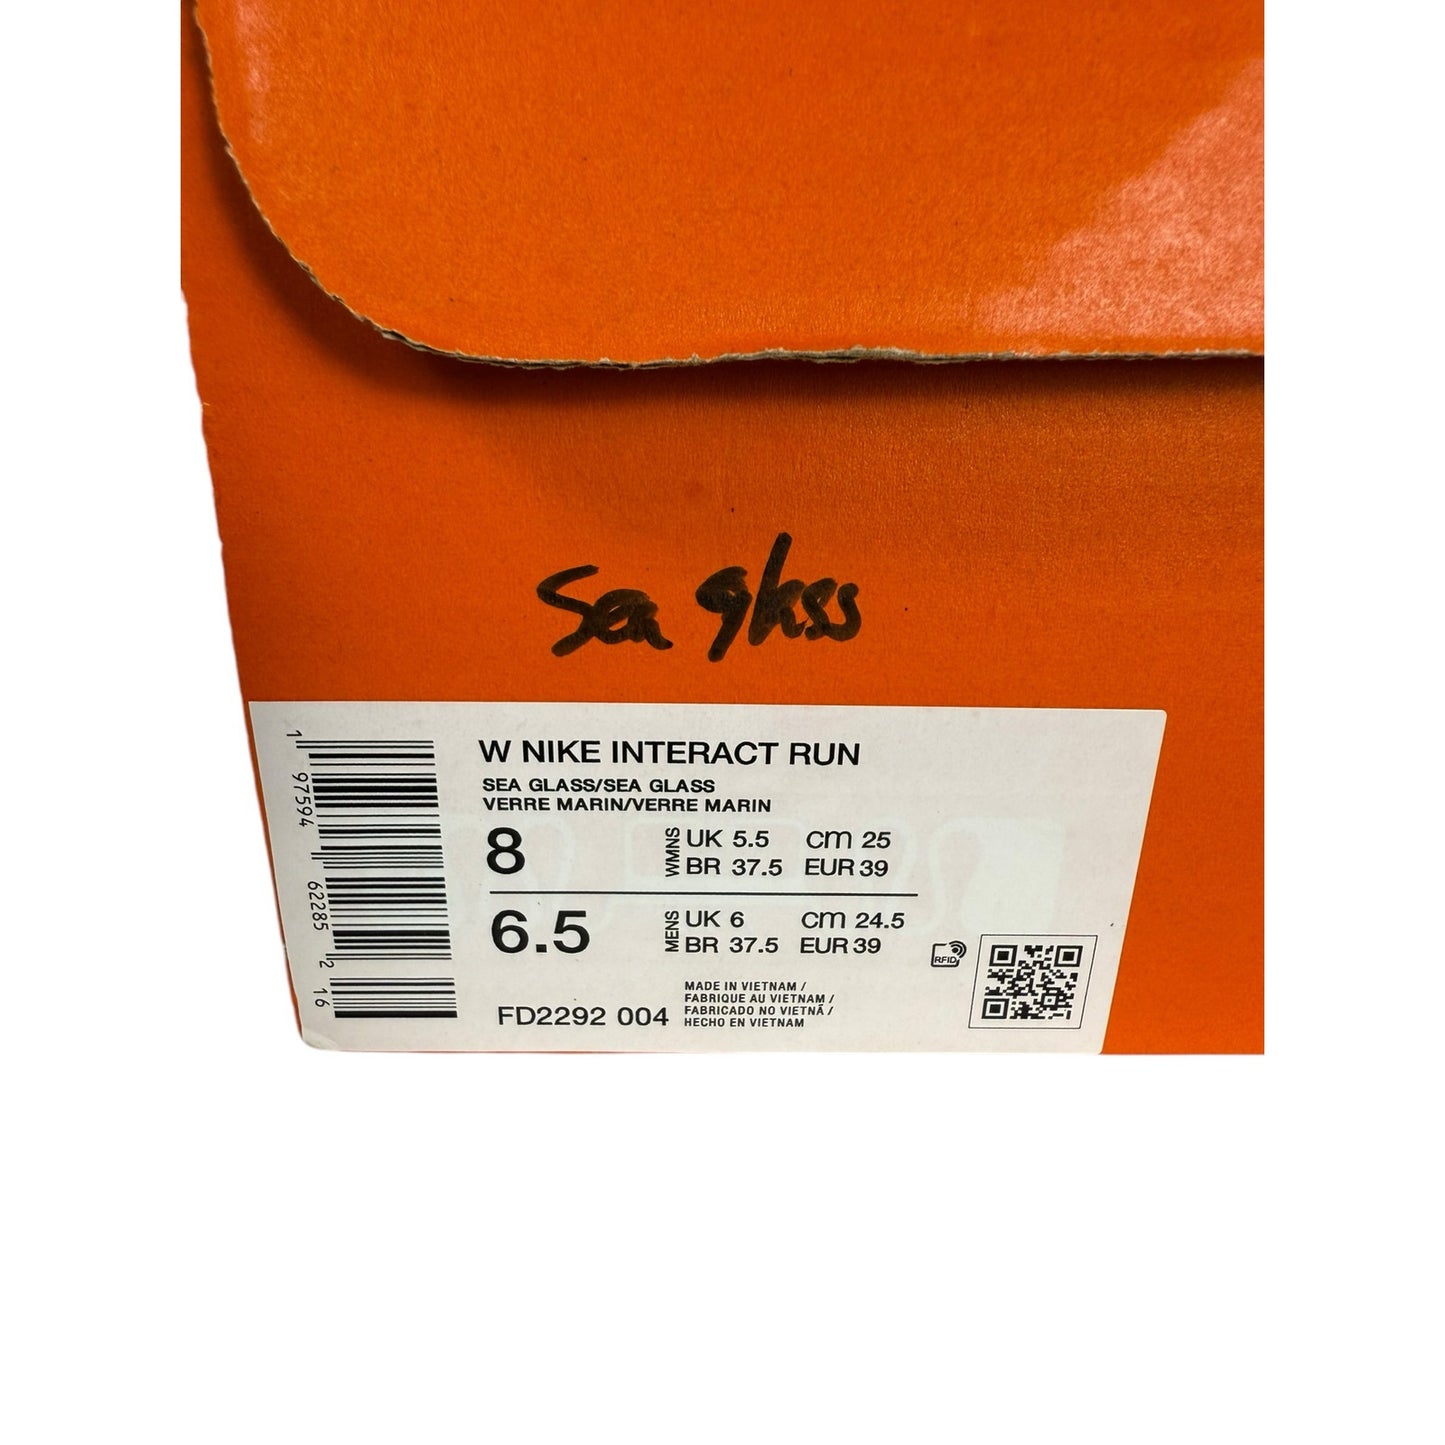 Sea glass
W NIKE INTERACT RUN
SEA GLASS/SEA GLASS
VERRE MARIN/VERRE MARIN
8 WMNS UK 5.5 cm 25
BR 37.5 EUR 39
6.5 MENS UK 6 cm 24.5
BR 37.5 EUR 39
RFID
FD2292 004
MADE IN VIETNAM /
FABRIQUE AU VIETNAM /
FABRICADO NO VIETNÃ /
HECHO EN VIETNAM
1 97594 62285 2 16